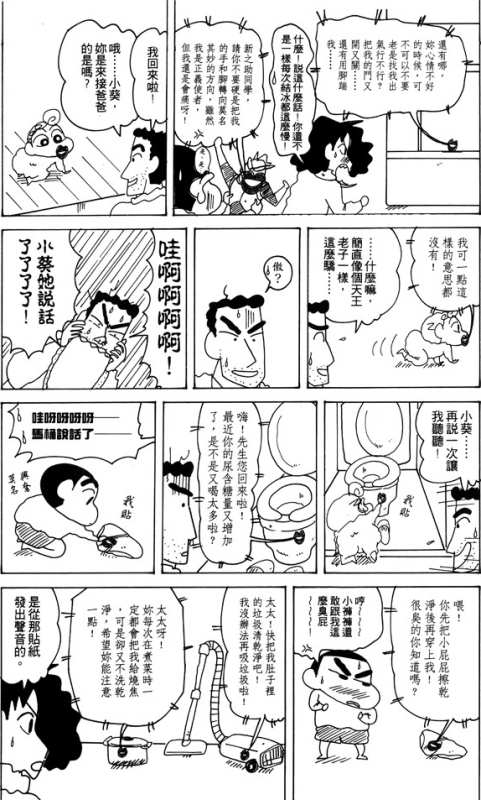 還有哪
妳心情不好
不可以不要
老是找我出
氣行不行?
把我的門又
開又關……
還有用腳踹
我……
什麼!說這什麼話!你還不
是一樣每次結冰都這麼慢!
新之助同學,
請你不要硬是把我
的手和腳轉向莫名
其妙的方向,雖然
我是正義使者,
但我還是會痛呀!
我回來啦!
哦……小葵,
妳是來接爸爸
的是嗎?
我可一點這
樣的意思都
沒有!
……什麼嘛,
簡直像個天王
老子一樣,
這麼驕……
傲?
哇啊啊啊啊!
小葵她說話
了了了了!
小葵……
再說一次讓
我聽聽!
我貼
嗨!先生您回來啦!
最近你的尿含糖量又增加
了,是不是又喝太多啦?
哇呀呀呀呀——
馬桶說話了——
我貼
興奮
莫名
喂!
你先把小屁屁擦乾
淨後再穿上我!
很臭的你知道嗎?
哼~~
小褲褲還
敢跟我這
麼臭屁
~~~
太太!快把我肚子裡
的垃圾清乾淨吧!
我沒辦法再吸垃圾啦!
太太呀!
妳每次在煮菜時一
定都會把我給燒焦
,可是卻又不洗乾
淨,希望妳能注意
一點!
是從那貼紙
發出聲音的。